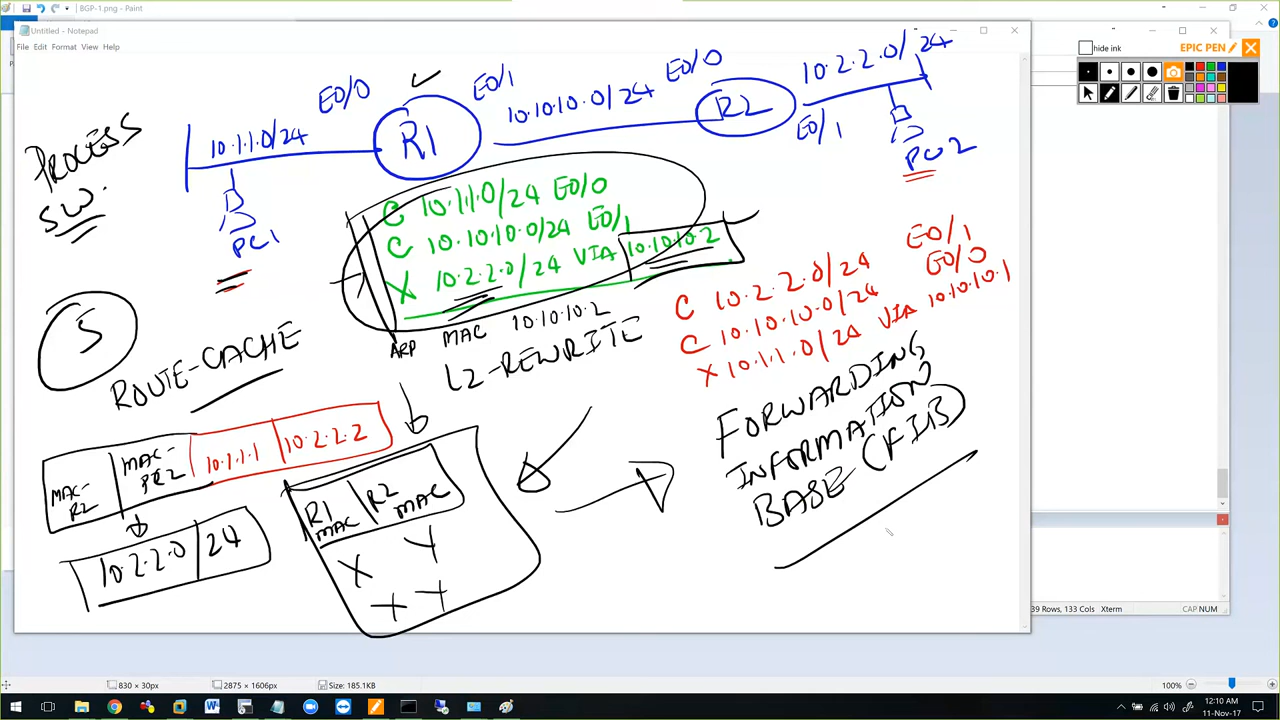 BGP-1.png - Paint
Untitled - Notepad
File Edit Format View Help
hide ink
EPIC PEN
PROCESS
SW.
10.1.1.0/24
E0/0
R1
E0/1
10.10.10.0/24
E0/0
R2
E0/1
10.2.2.0/24
PC1
PC2
C 10.1.1.0/24 E0/0
C 10.10.10.0/24 E0/1
X 10.2.2.0/24 VIA 10.10.10.2
ARP
MAC 10.10.10.2
L2-REWRITE
E0/1
C 10.2.2.0/24 E0/0
C 10.10.10.0/24
X 10.1.1.0/24 VIA 10.10.10.1
S
ROUTE-CACHE
MAC-R2
10.1.1.1
10.2.2.2
10.2.2.0
24
R1 MAC
R2 MAC
X Y
X Y
FORWARDING
INFORMATION
BASE (FIB)
39 Rows, 133 Cols Xterm CAP NUM
830 × 30px
2875 × 1606px
Size: 185.1KB
100%
12:10 AM
11-Nov-17